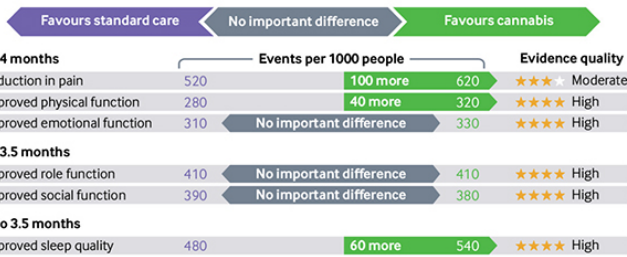 Favours standard care No important difference Favours cannabis
4 months Events per 1000 people Evidence quality
duction in pain 520 100 more 620 Moderate
proved physical function 280 40 more 320 High
proved emotional function 310 No important difference 330 High
3.5 months
proved role function 410 No important difference 410 High
proved social function 390 No important difference 380 High
o 3.5 months
proved sleep quality 480 60 more 540 High